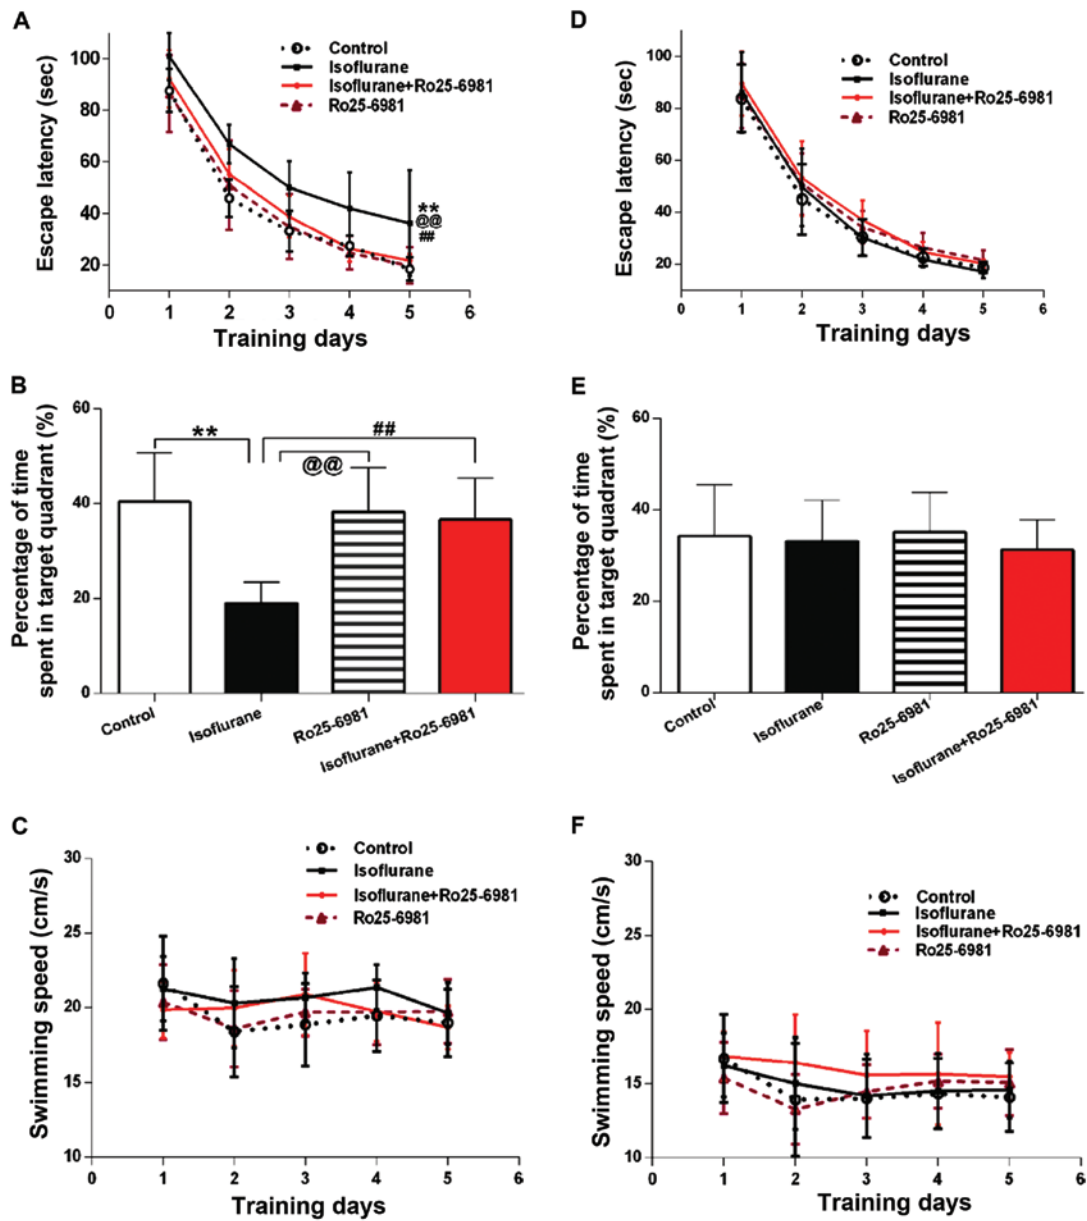 A
Escape latency (sec)
100
80
60
40
20
Control
Isoflurane
Isoflurane+Ro25-6981
Ro25-6981
**
@@
##
0 1 2 3 4 5 6
Training days
D
Escape latency (sec)
100
80
60
40
20
Control
Isoflurane
Isoflurane+Ro25-6981
Ro25-6981
0 1 2 3 4 5 6
Training days
B
Percentage of time
spent in target quadrant (%)
60
40
20
0
**
##
@@
Control
Isoflurane
Ro25-6981
Isoflurane+Ro25-6981
E
Percentage of time
spent in target quadrant (%)
60
40
20
0
Control
Isoflurane
Ro25-6981
Isoflurane+Ro25-6981
C
Swimming speed (cm/s)
30
25
20
15
10
Control
Isoflurane
Isoflurane+Ro25-6981
Ro25-6981
0 1 2 3 4 5 6
Training days
F
Swimming speed (cm/s)
30
25
20
15
10
Control
Isoflurane
Isoflurane+Ro25-6981
Ro25-6981
0 1 2 3 4 5 6
Training days